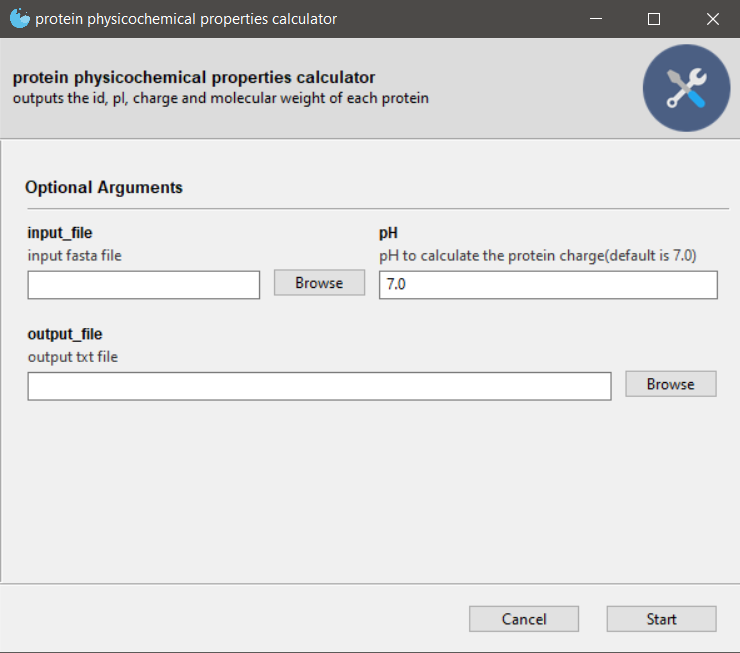 protein physicochemical properties calculator
protein physicochemical properties calculator
outputs the id, pI, charge and molecular weight of each protein
Optional Arguments
input_file
input fasta file
Browse
pH
pH to calculate the protein charge(default is 7.0)
7.0
output_file
output txt file
Browse
Cancel
Start